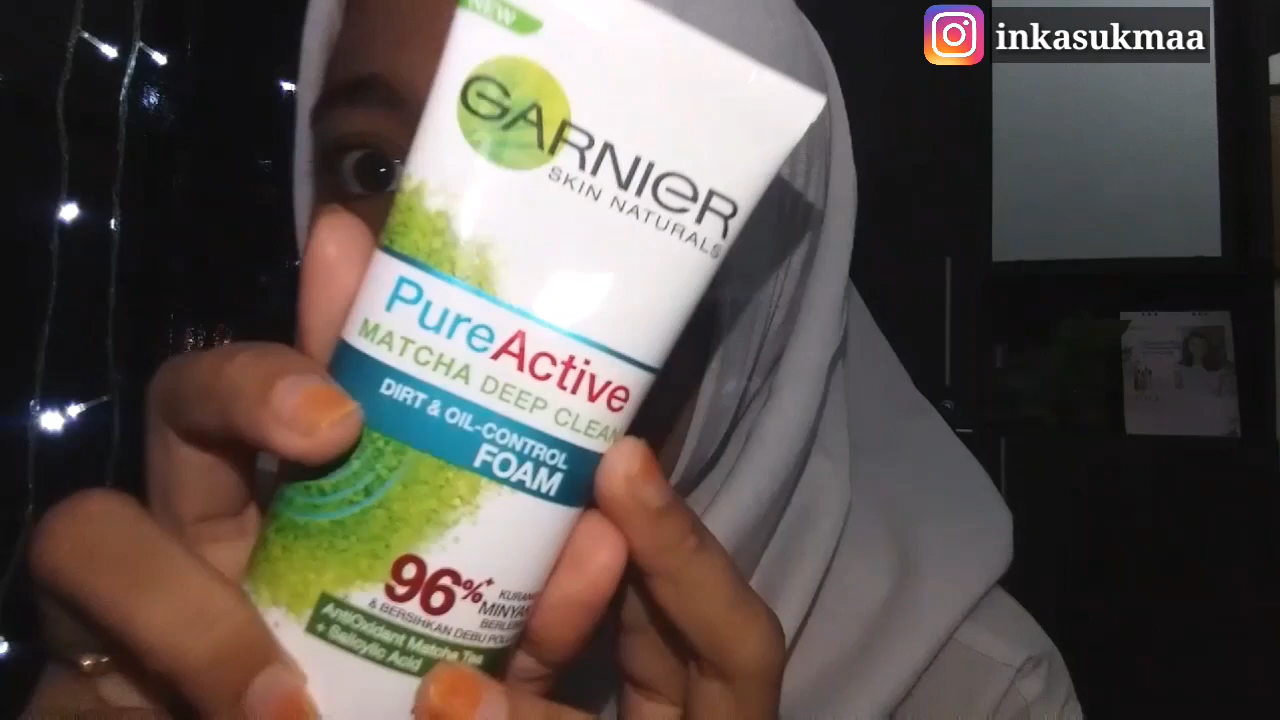 inkasukmaa
NEW
GARNIER
SKIN NATURALS
PureActive
MATCHA DEEP CLEAN
DIRT & OIL-CONTROL
FOAM
96%+
MINYAK
& BERSIHKAN DEBU
AntiOxidant Matcha Tea
+ Salicylic Acid